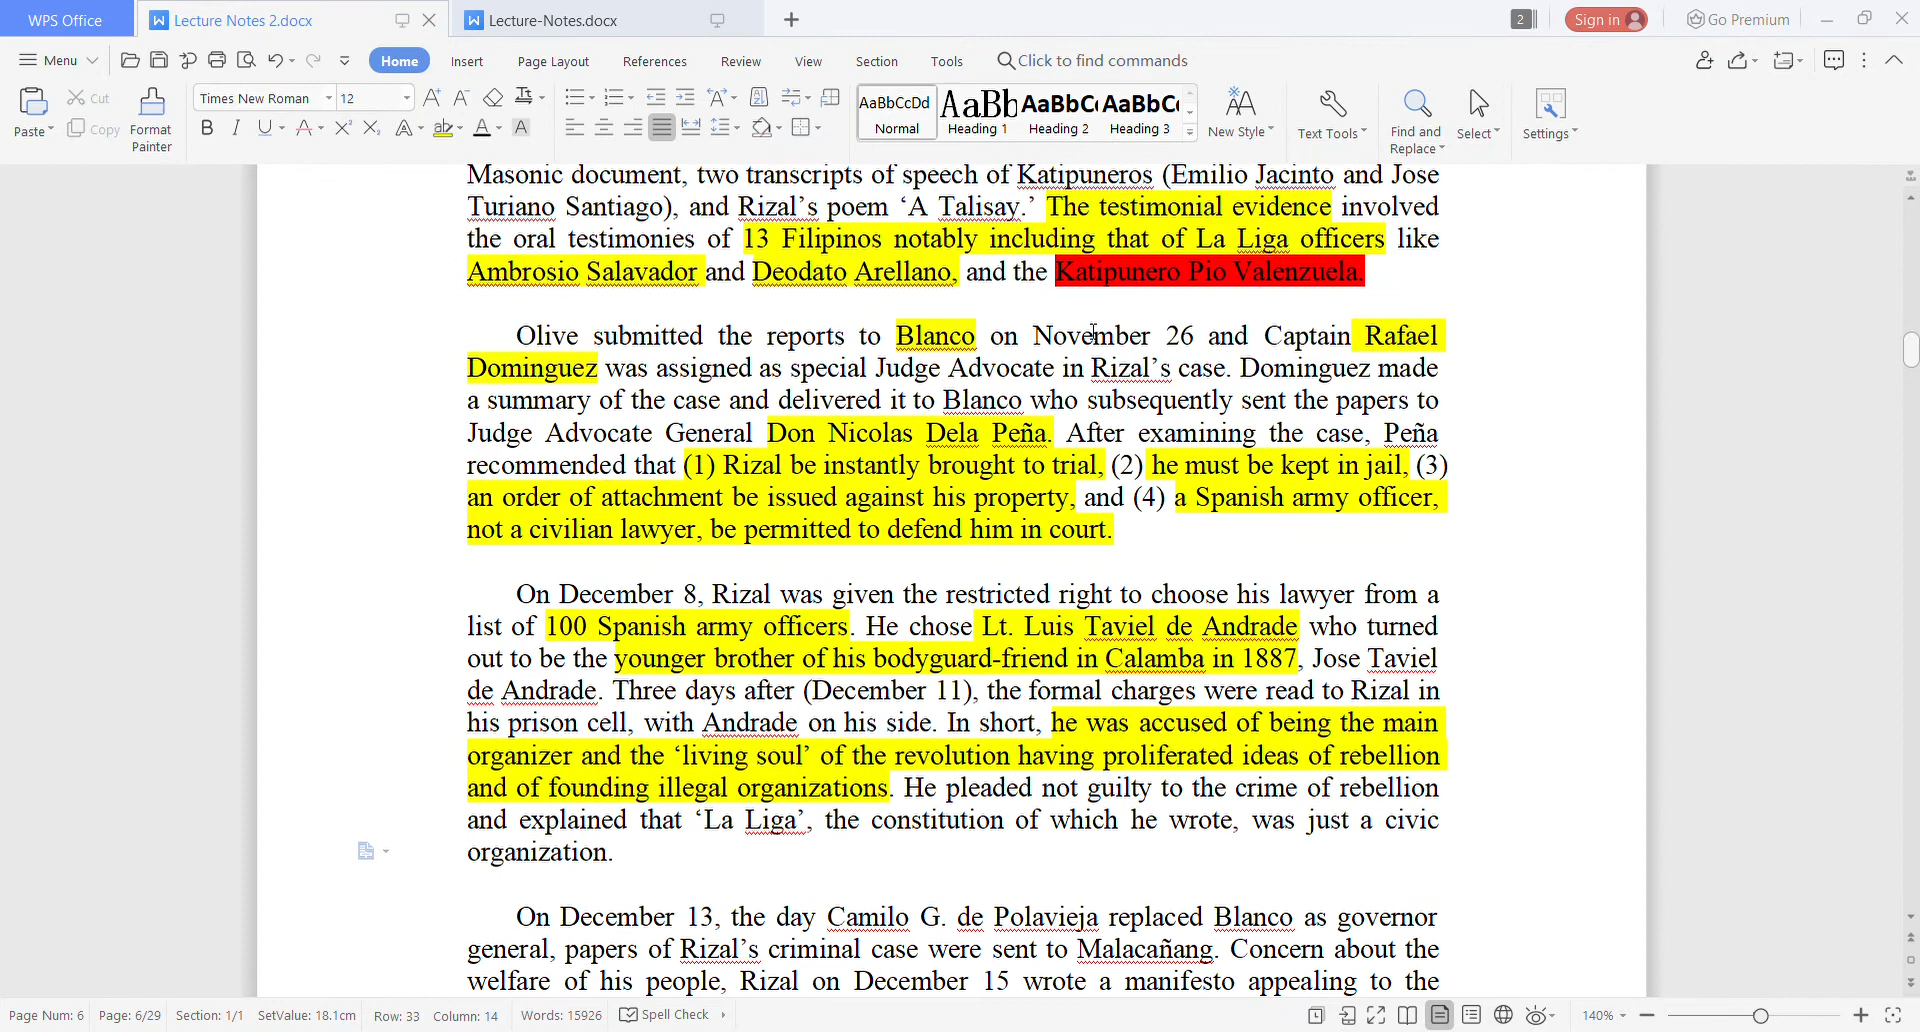 WPS Office
Lecture Notes 2.docx
Lecture-Notes.docx
2
Sign in
Go Premium
Menu
Home
Insert
Page Layout
References
Review
View
Section
Tools
Click to find commands
Paste
Cut
Copy
Format Painter
Times New Roman
12
AaBbCcDd
Normal
AaBb
Heading 1
AaBbC
Heading 2
AaBbC
Heading 3
New Style
Text Tools
Find and Replace
Select
Settings
Masonic document, two transcripts of speech of Katipuneros (Emilio Jacinto and Jose
Turiano Santiago), and Rizal’s poem ‘A Talisay.’ The testimonial evidence involved
the oral testimonies of 13 Filipinos notably including that of La Liga officers like
Ambrosio Salavador and Deodato Arellano, and the Katipunero Pio Valenzuela.
Olive submitted the reports to Blanco on November 26 and Captain Rafael
Dominguez was assigned as special Judge Advocate in Rizal’s case. Dominguez made
a summary of the case and delivered it to Blanco who subsequently sent the papers to
Judge Advocate General Don Nicolas Dela Peña. After examining the case, Peña
recommended that (1) Rizal be instantly brought to trial, (2) he must be kept in jail, (3)
an order of attachment be issued against his property, and (4) a Spanish army officer,
not a civilian lawyer, be permitted to defend him in court.
On December 8, Rizal was given the restricted right to choose his lawyer from a
list of 100 Spanish army officers. He chose Lt. Luis Taviel de Andrade who turned
out to be the younger brother of his bodyguard-friend in Calamba in 1887, Jose Taviel
de Andrade. Three days after (December 11), the formal charges were read to Rizal in
his prison cell, with Andrade on his side. In short, he was accused of being the main
organizer and the ‘living soul’ of the revolution having proliferated ideas of rebellion
and of founding illegal organizations. He pleaded not guilty to the crime of rebellion
and explained that ‘La Liga’, the constitution of which he wrote, was just a civic
organization.
On December 13, the day Camilo G. de Polavieja replaced Blanco as governor
general, papers of Rizal’s criminal case were sent to Malacañang. Concern about the
welfare of his people, Rizal on December 15 wrote a manifesto appealing to the
Page Num: 6
Page: 6/29
Section: 1/1
SetValue: 18.1cm
Row: 33
Column: 14
Words: 15926
Spell Check
140%